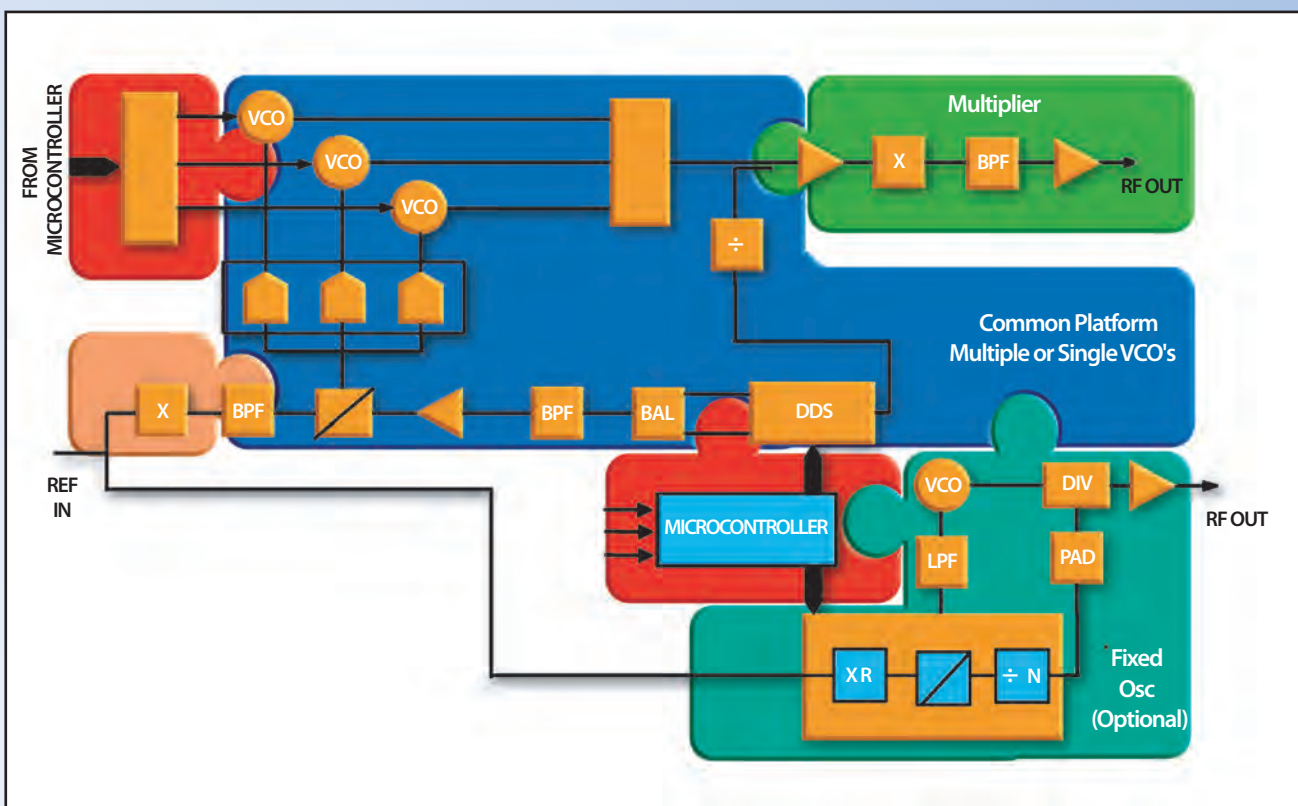 FROM
MICROCONTROLLER
VCO
VCO
VCO
Multiplier
X
BPF
RF OUT
÷
Common Platform
Multiple or Single VCO's
X
BPF
BPF
BAL
DDS
REF
IN
MICROCONTROLLER
VCO
DIV
RF OUT
LPF
PAD
X R
÷ N
Fixed
Osc
(Optional)